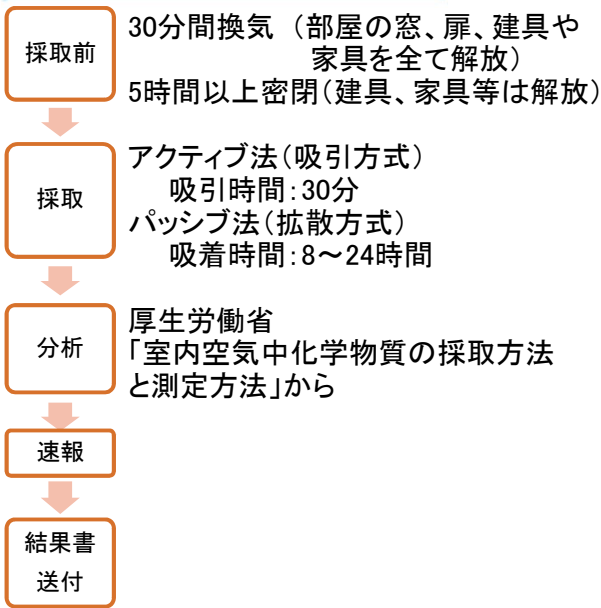 採取前
30分間換気 (部屋の窓、扉、建具や
家具を全て解放)
5時間以上密閉(建具、家具等は解放)
採取
アクティブ法(吸引方式)
吸引時間:30分
パッシブ法(拡散方式)
吸着時間:8～24時間
分析
厚生労働省
「室内空気中化学物質の採取方法
と測定方法」から
速報
結果書
送付